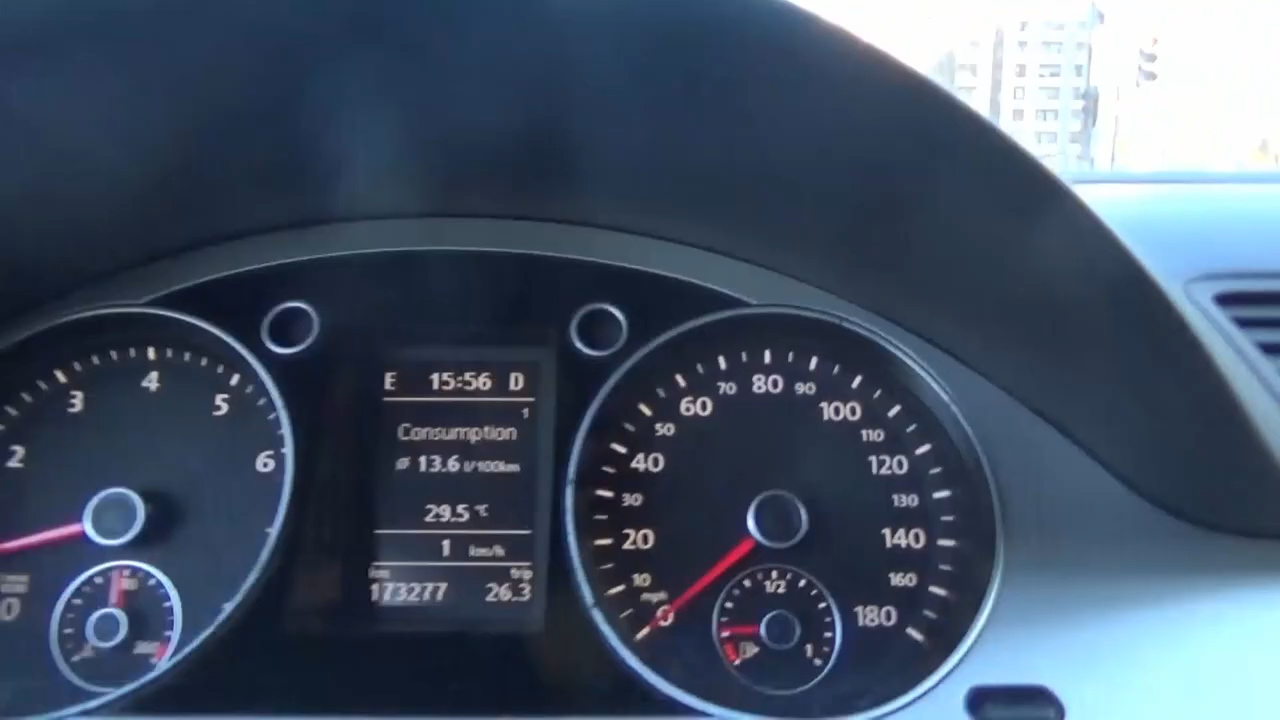 2
3
4
5
6
E 15:56 D
1
Consumption
ø 13.6 l/100km
29.5 °C
1 km/h
km trip
173277 26.3
0 10 20 30 40 50 60 70 80 90 100 110 120 130 140 160 180
mph
1/2
1